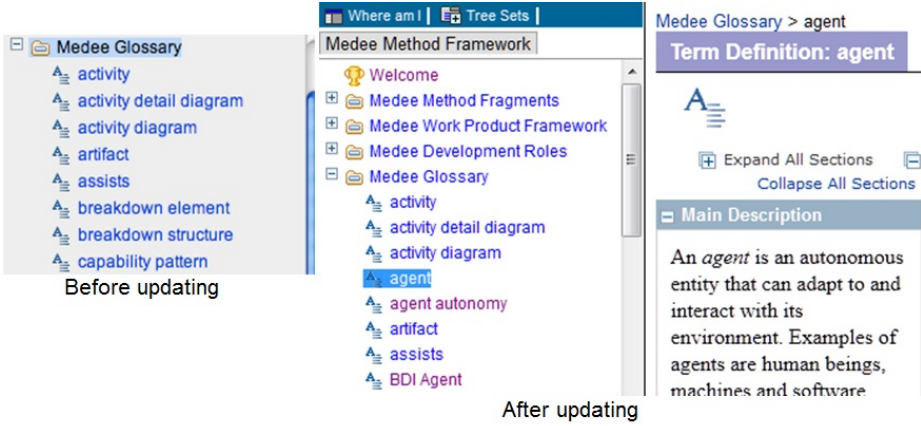 Medee Glossary
activity
activity detail diagram
activity diagram
artifact
assists
breakdown element
breakdown structure
capability pattern
Before updating
Where am I | Tree Sets |
Medee Method Framework
Welcome
Medee Method Fragments
Medee Work Product Framework
Medee Development Roles
Medee Glossary
activity
activity detail diagram
activity diagram
agent
agent autonomy
artifact
assists
BDI Agent
Medee Glossary > agent
Term Definition: agent
Expand All Sections
Collapse All Sections
Main Description
An agent is an autonomous
entity that can adapt to and
interact with its
environment. Examples of
agents are human beings,
machines and software
After updating